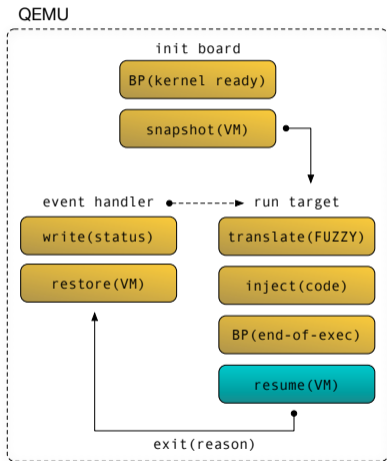 QEMU
init board
BP(kernel ready)
snapshot(VM)
event handler
write(status)
restore(VM)
run target
translate(FUZZY)
inject(code)
BP(end-of-exec)
resume(VM)
exit(reason)